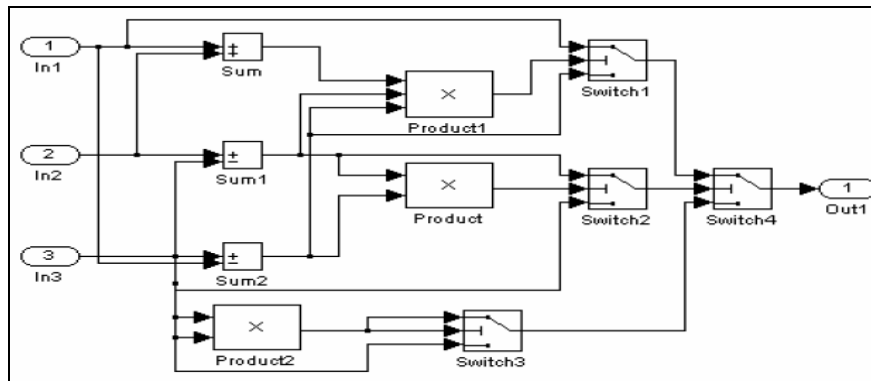 1
In1
+
+
Sum
×
Product1
Switch1
2
In2
+
-
Sum1
×
Product
Switch2
Switch4
1
Out1
3
In3
+
-
Sum2
×
Product2
Switch3